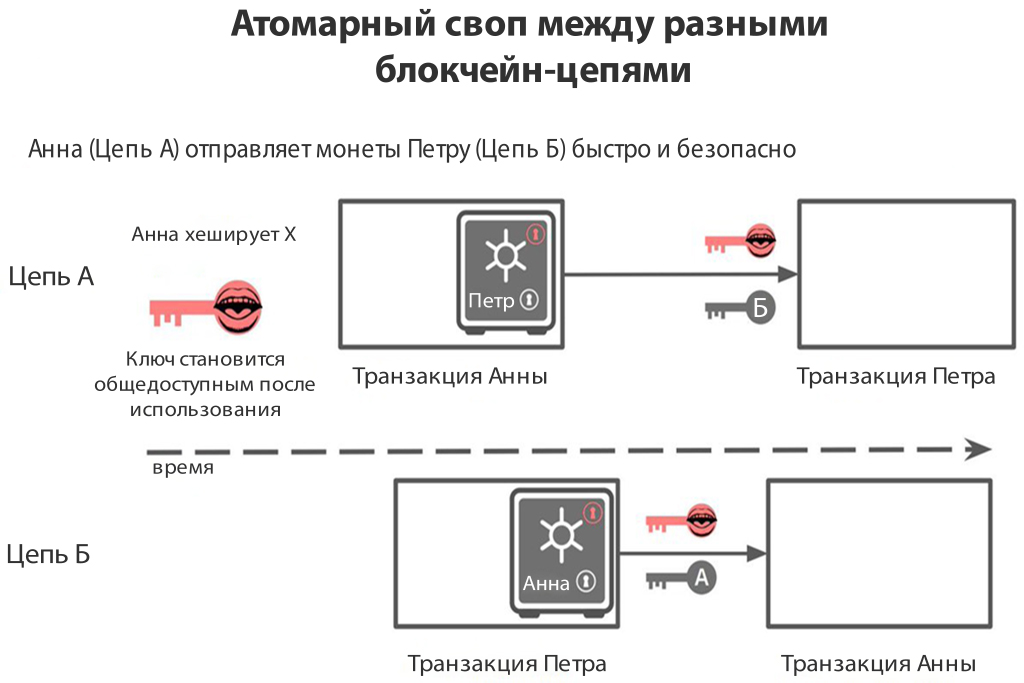 Атомарный своп между разными
блокчейн-цепями
Анна (Цепь А) отправляет монеты Петру (Цепь Б) быстро и безопасно
Анна хеширует X
Цепь А
Петр
Б
Ключ становится
общедоступным после
использования
Транзакция Анны
Транзакция Петра
время
Цепь Б
Анна
А
Транзакция Петра
Транзакция Анны